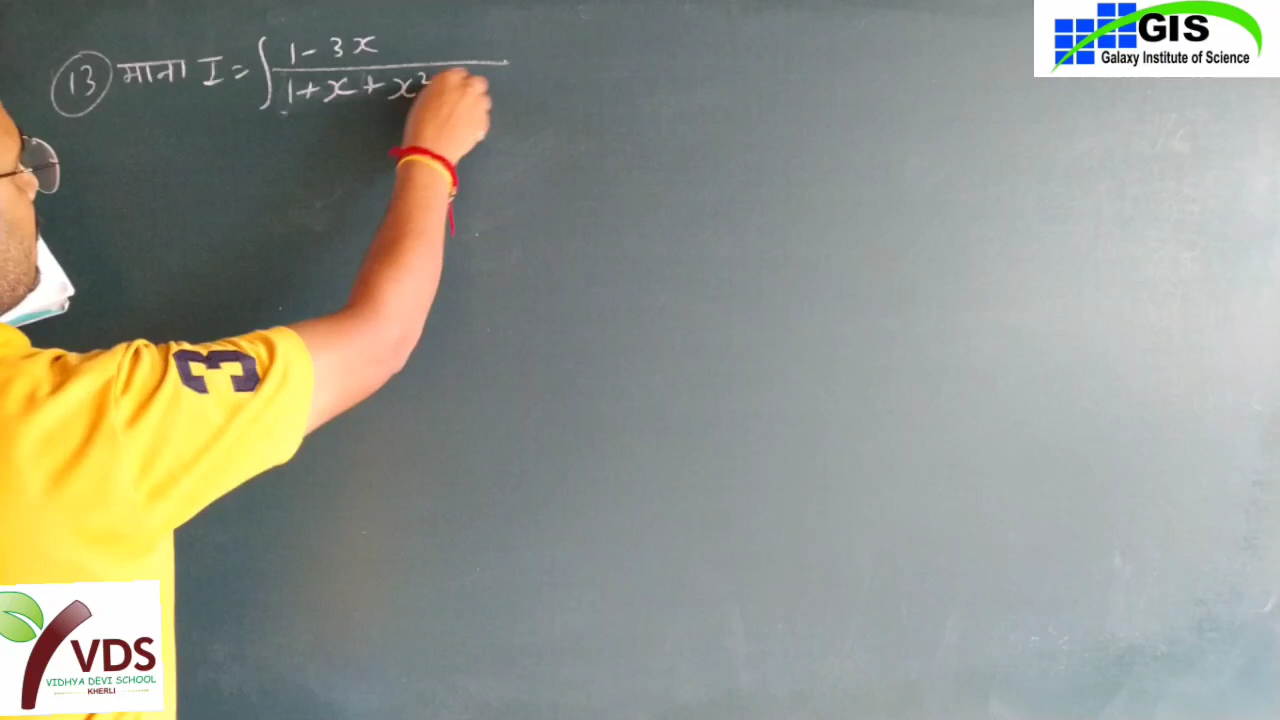 13 माना I = ∫ (1 - 3x)/(1 + x + x²
GIS
Galaxy Institute of Science
3
VDS
VIDHYA DEVI SCHOOL
KHERLI